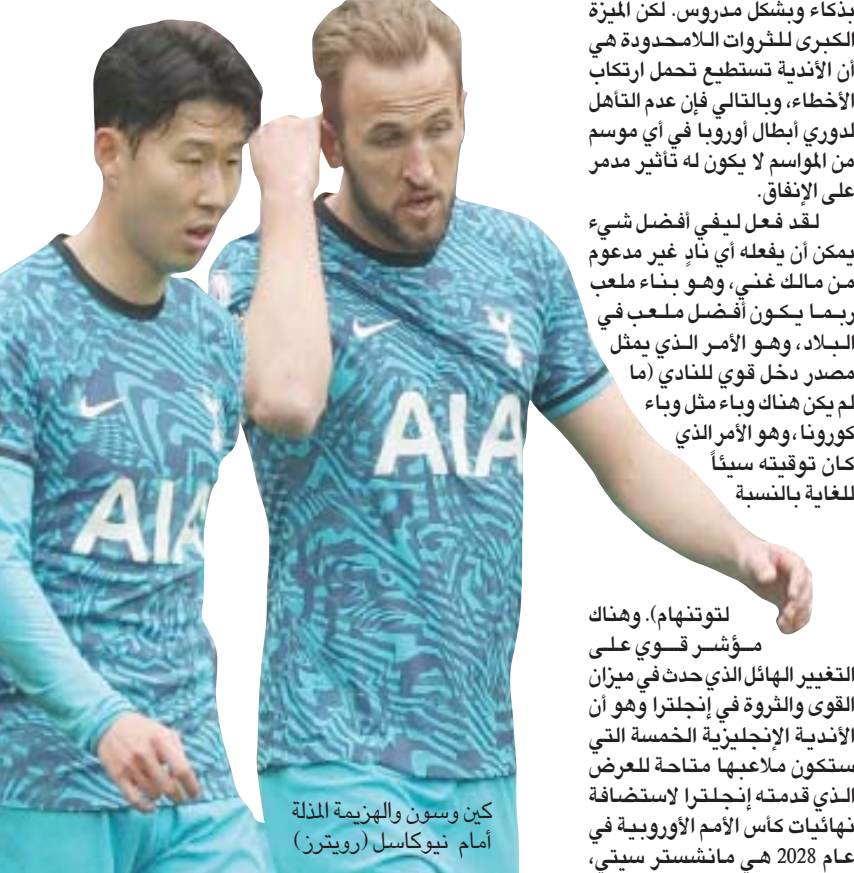 بذكاء وبشكل مدروس. لكن الميزة
الكبرى للثروات اللامحدودة هي
أن الأندية تستطيع تحمل ارتكاب
الأخطاء، وبالتالي فإن عدم التأهل
لدوري أبطال أوروبا في أي موسم
من المواسم لا يكون له تأثير مدمر
على الإنفاق.
لقد فعل ليفي أفضل شيء
يمكن أن يفعله أي نادٍ غير مدعوم
من مالك غني، وهو بناء ملعب
ربما يكون أفضل ملعب في
البلاد، وهو الأمر الذي يمثل
مصدر دخل قوي للنادي (ما
لم يكن هناك وباء مثل وباء
كورونا، وهو الأمر الذي
كان توقيته سيئاً
للغاية بالنسبة
لتوتنهام). وهناك
مؤشر قوي على
التغيير الهائل الذي حدث في ميزان
القوى والثروة في إنجلترا وهو أن
الأندية الإنجليزية الخمسة التي
ستكون ملاعبها متاحة للعرض
الذي قدمته إنجلترا لاستضافة
نهائيات كأس الأمم الأوروبية في
عام 2028 هي مانشستر سيتي،
AIA
AIA
كين وسون والهزيمة المذلة
أمام نيوكاسل (رويترز)